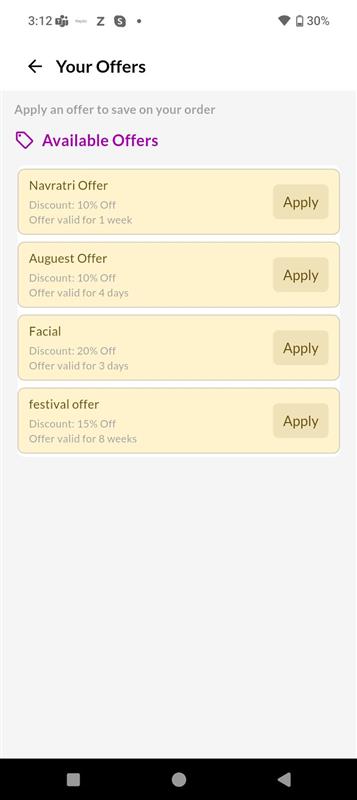 3:12 Z S 30%
Your Offers
Apply an offer to save on your order
Available Offers
Navratri Offer
Discount: 10% Off
Offer valid for 1 week
Apply
Auguest Offer
Discount: 10% Off
Offer valid for 4 days
Apply
Facial
Discount: 20% Off
Offer valid for 3 days
Apply
festival offer
Discount: 15% Off
Offer valid for 8 weeks
Apply